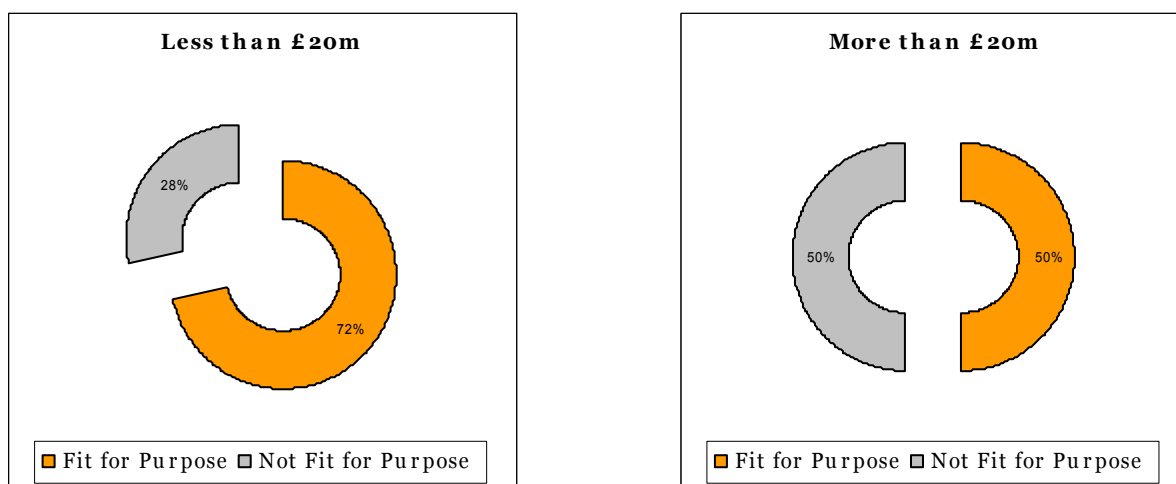 Less than £20m
28%
72%
Fit for Purpose Not Fit for Purpose
More than £20m
50%
50%
Fit for Purpose Not Fit for Purpose